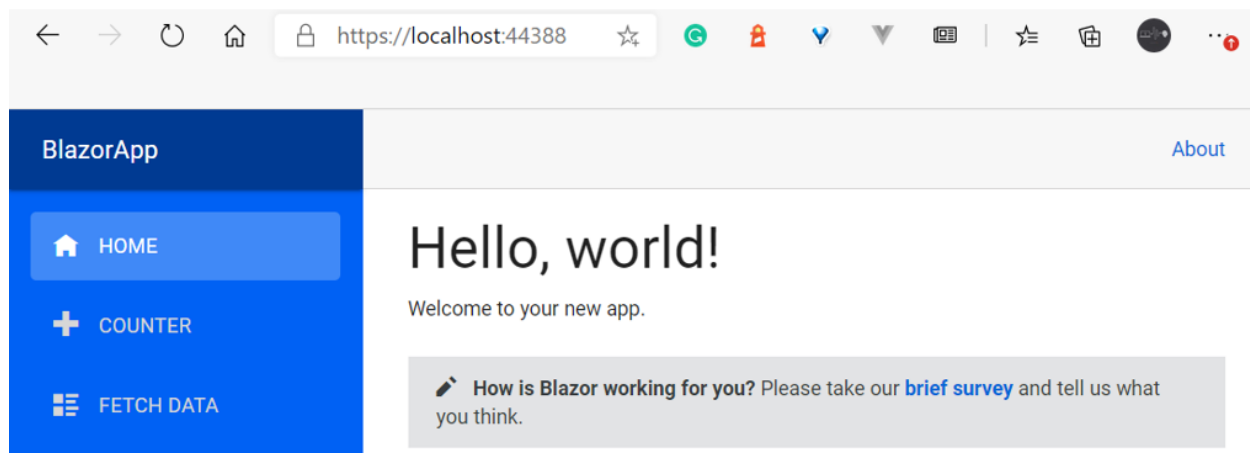 https://localhost:44388
BlazorApp
About
HOME
COUNTER
FETCH DATA
Hello, world!
Welcome to your new app.
How is Blazor working for you? Please take our brief survey and tell us what
you think.